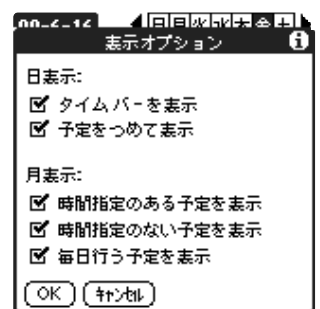 00-6-16 日月火水木金土
表示オプション
日表示:
タイムバーを表示
予定をつめて表示
月表示:
時間指定のある予定を表示
時間指定のない予定を表示
毎日行う予定を表示
OK キャンセル